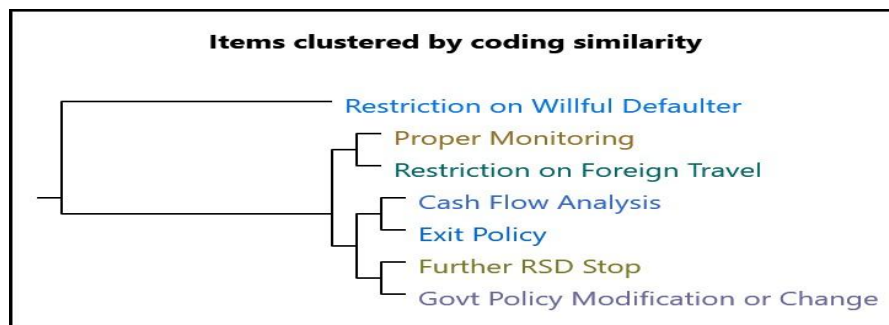 Items clustered by coding similarity
Restriction on Willful Defaulter
Proper Monitoring
Restriction on Foreign Travel
Cash Flow Analysis
Exit Policy
Further RSD Stop
Govt Policy Modification or Change